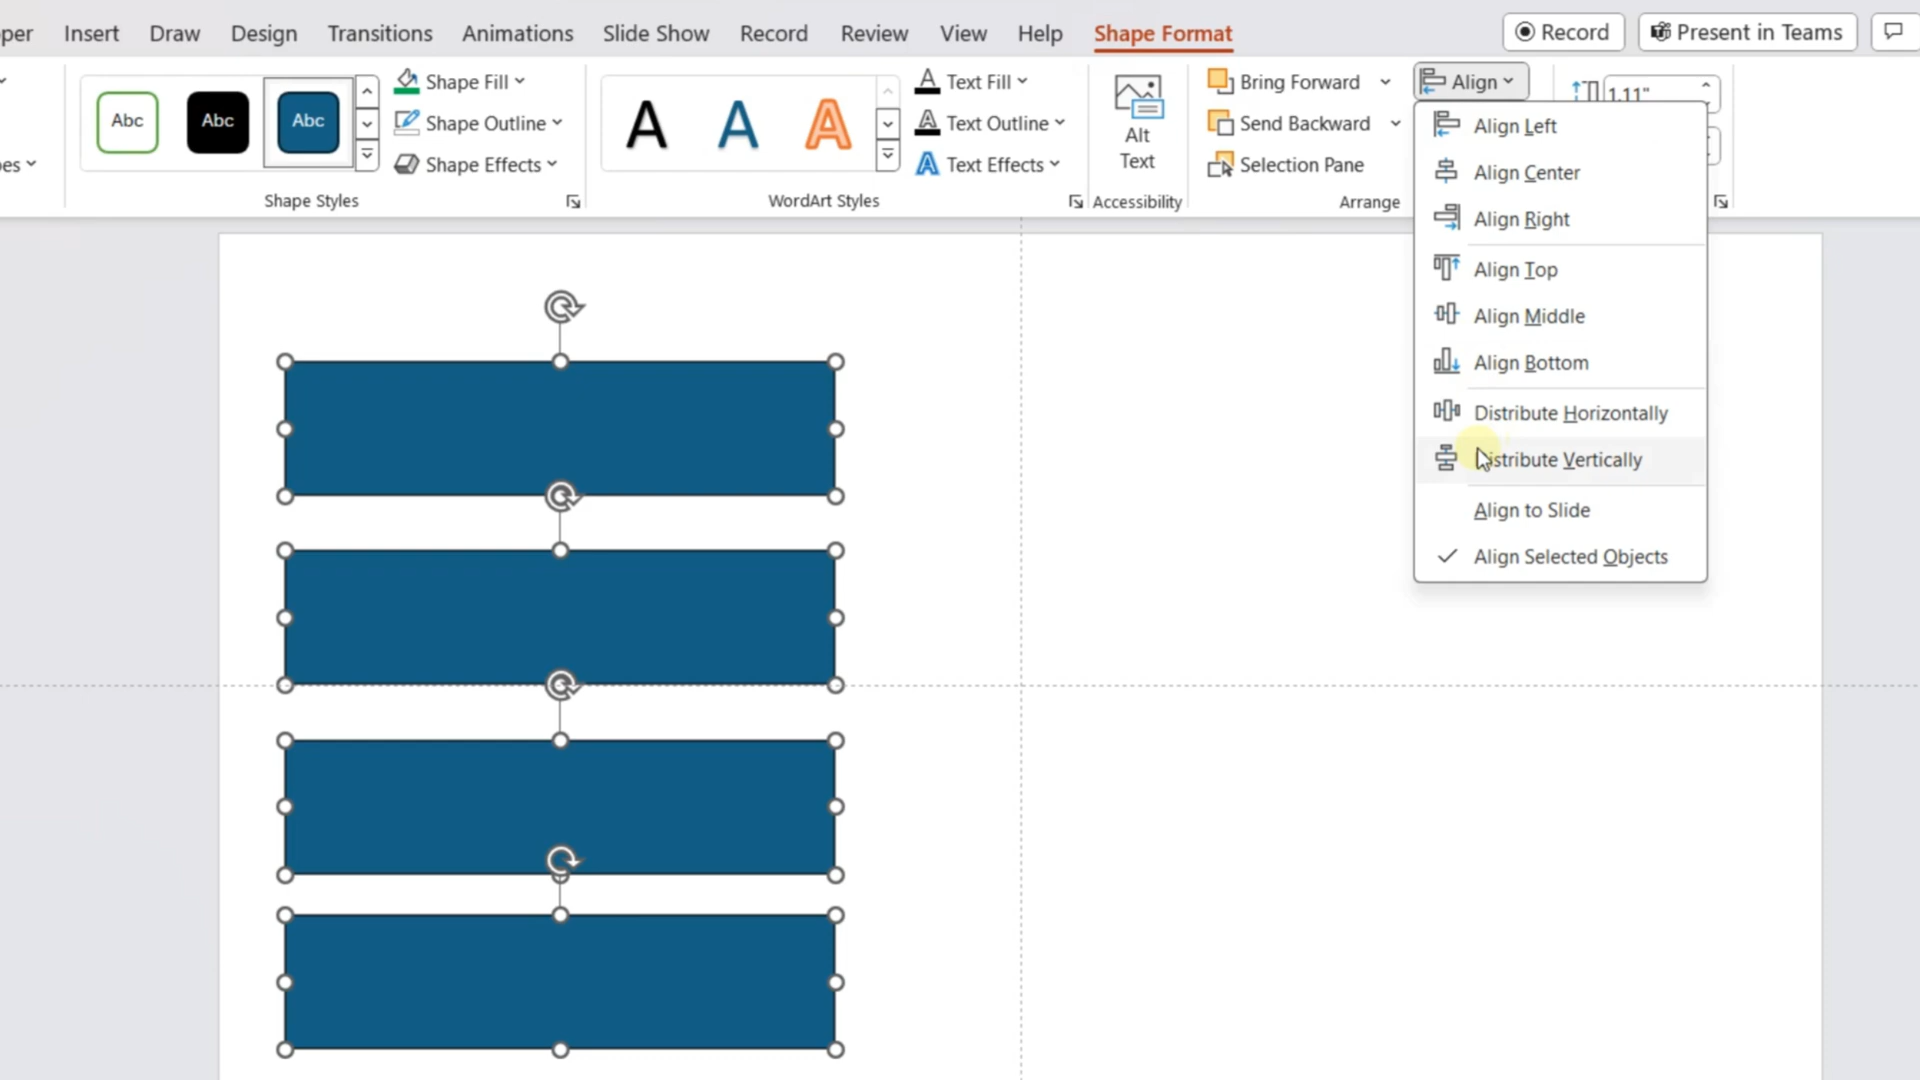 per Insert Draw Design Transitions Animations Slide Show Record Review View Help Shape Format Record Present in Teams
Abc Abc Abc
Shape Fill
Shape Outline
Shape Effects
es
Shape Styles
A A A
Text Fill
Text Outline
Text Effects
WordArt Styles
Alt
Text
Accessibility
Bring Forward
Send Backward
Selection Pane
Arrange
Align
1.11"
Align Left
Align Center
Align Right
Align Top
Align Middle
Align Bottom
Distribute Horizontally
Distribute Vertically
Align to Slide
Align Selected Objects